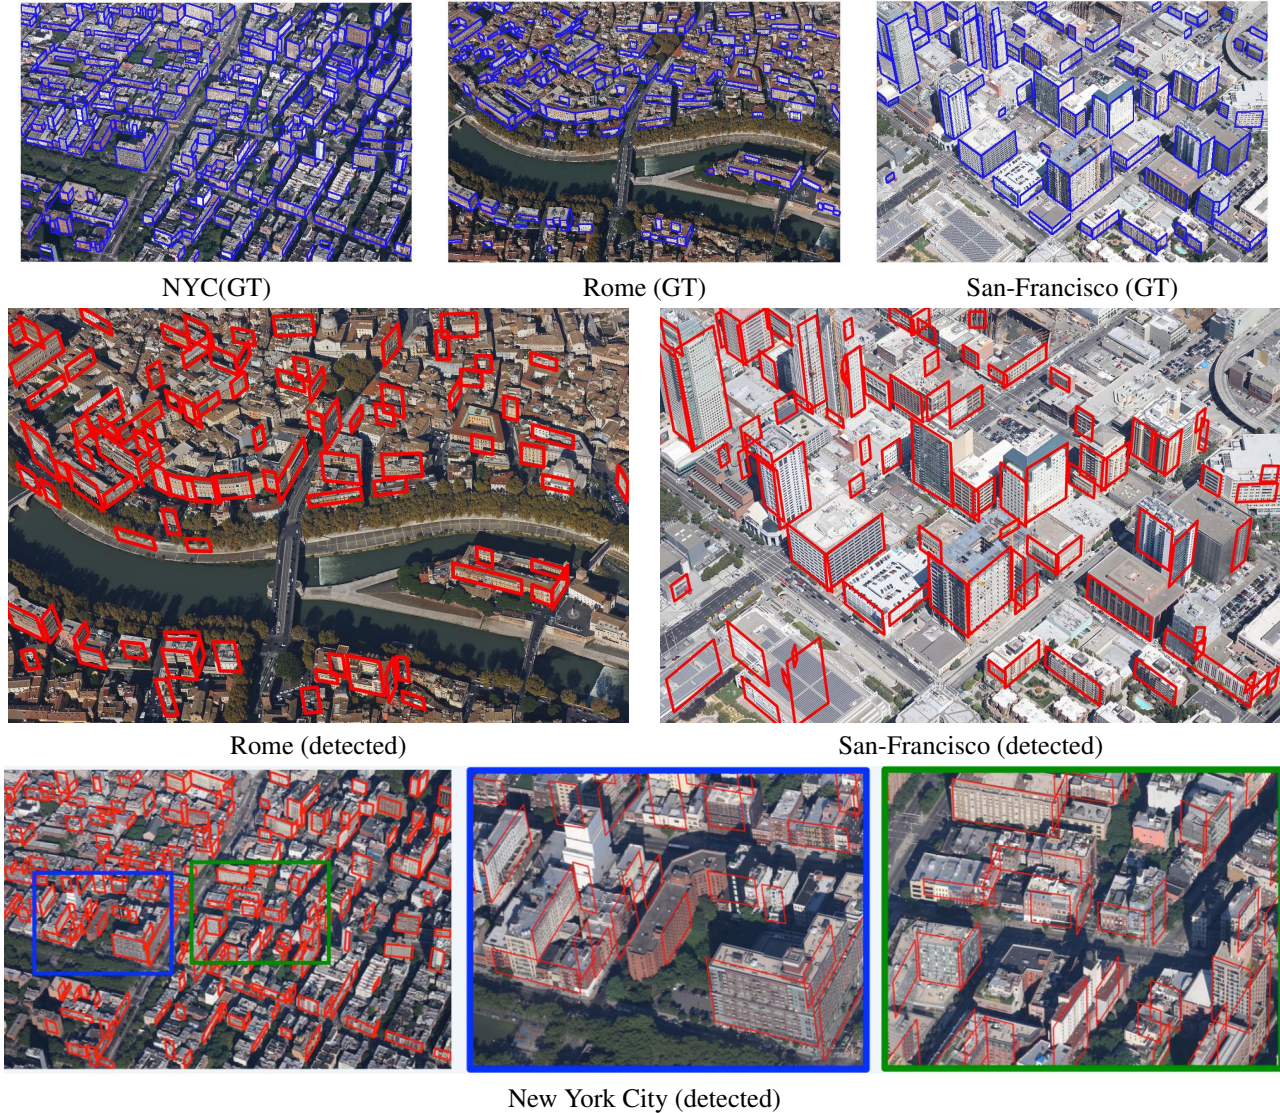 NYC(GT)
Rome (GT)
San-Francisco (GT)
Rome (detected)
San-Francisco (detected)
New York City (detected)